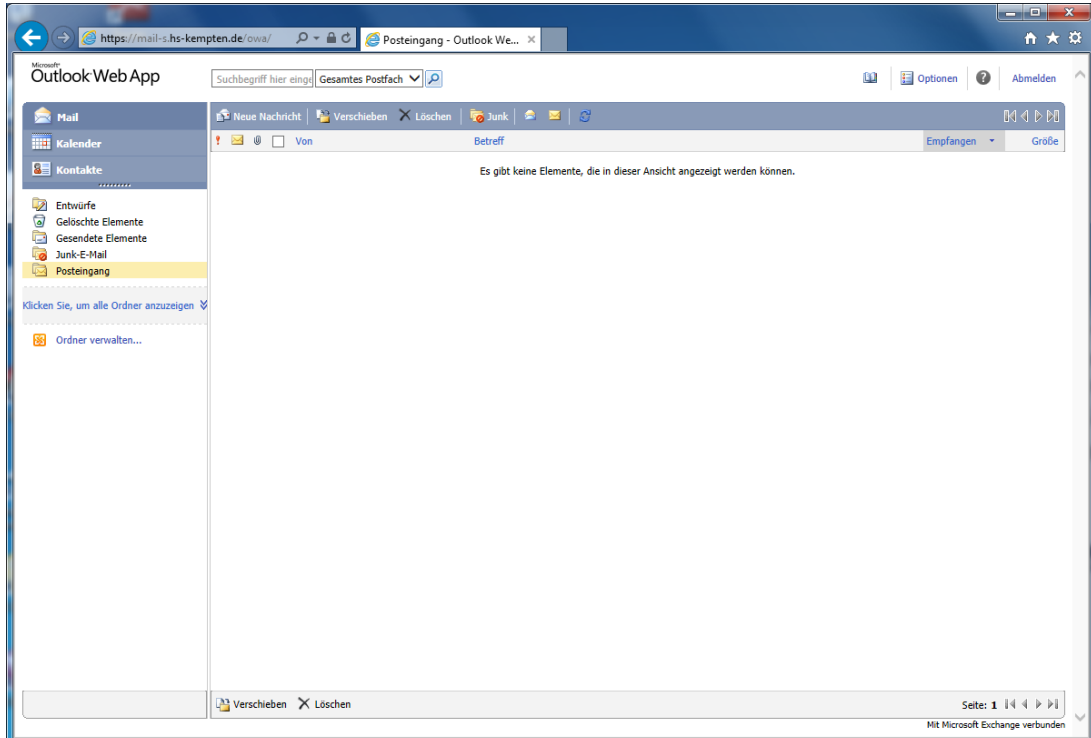 https://mail-s.hs-kempten.de/owa/
Posteingang - Outlook We...
Microsoft
Outlook Web App
Suchbegriff hier einge Gesamtes Postfach
Optionen
Abmelden
Mail
Neue Nachricht Verschieben Löschen Junk
Kalender
Von Betreff Empfangen Größe
Kontakte
Es gibt keine Elemente, die in dieser Ansicht angezeigt werden können.
Entwürfe
Gelöschte Elemente
Gesendete Elemente
Junk-E-Mail
Posteingang
Klicken Sie, um alle Ordner anzuzeigen
Ordner verwalten...
Verschieben Löschen
Seite: 1
Mit Microsoft Exchange verbunden